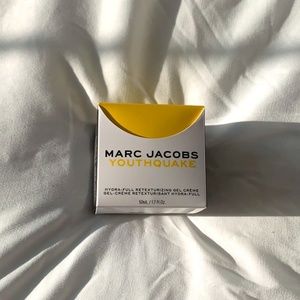 MARC JACOBS
YOUTHQUAKE
HYDRA-FULL RETEXTURIZING GEL CRÈME
GEL-CRÈME RETEXTURISANT HYDRA-FULL
50mL / 1.7 Fl Oz.